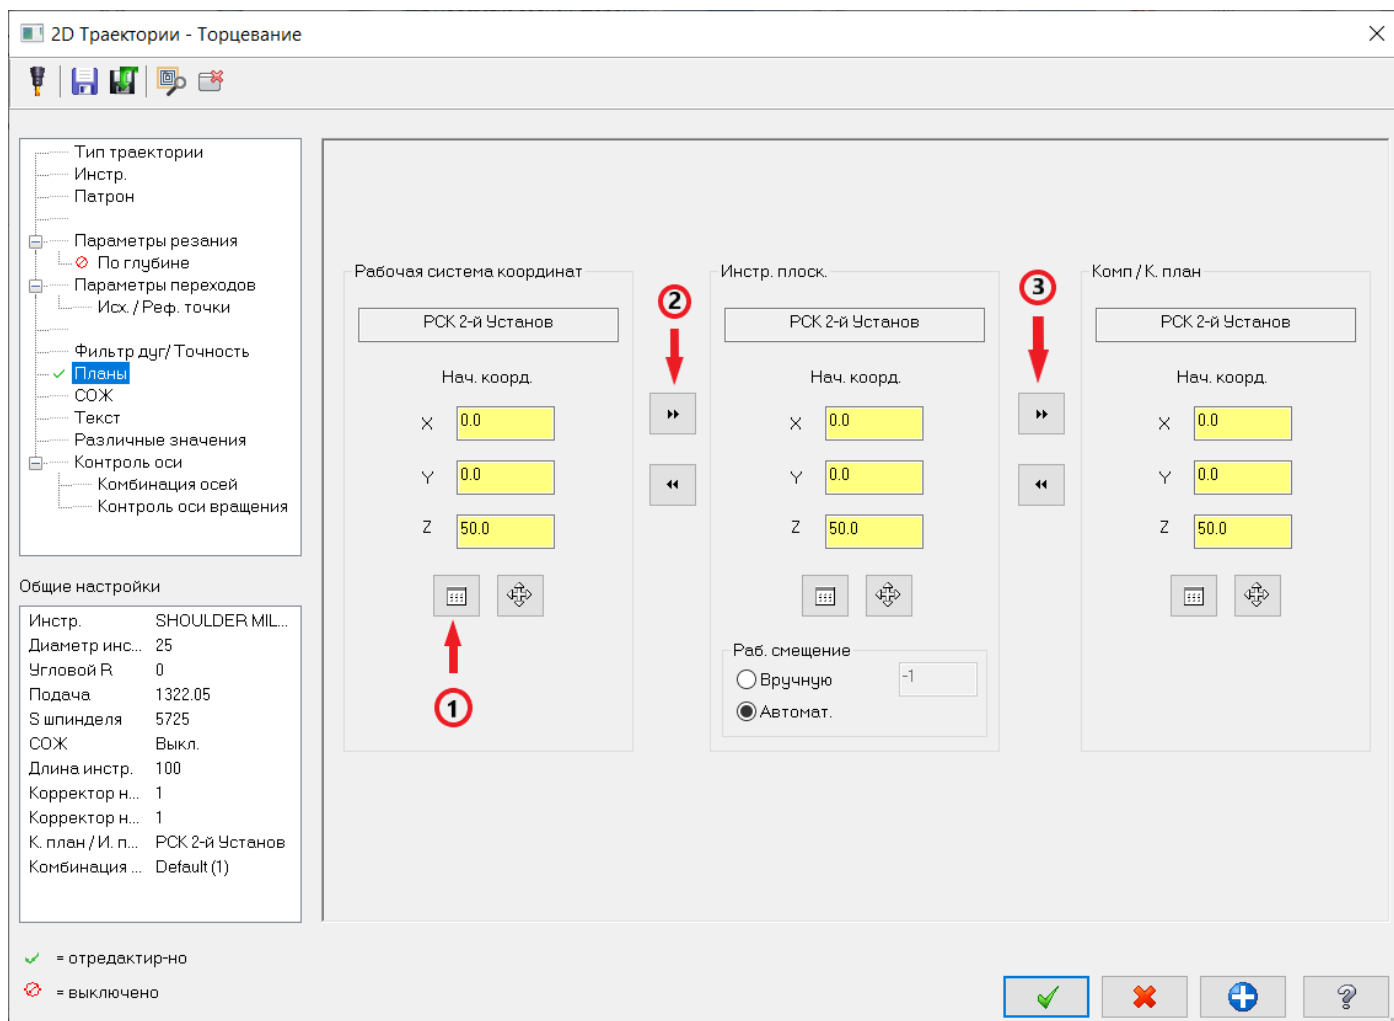 2D Траектории - Торцевание
Тип траектории
Инстр.
Патрон
Параметры резания
По глубине
Параметры переходов
Исх. / Реф. точки
Фильтр дуг/ Точность
Планы
СОЖ
Текст
Различные значения
Контроль оси
Комбинация осей
Контроль оси вращения
Общие настройки
Инстр. SHOULDER MIL...
Диаметр инс... 25
Угловой R 0
Подача 1322.05
S шпинделя 5725
СОЖ Выкл.
Длина инстр. 100
Корректор н... 1
Корректор н... 1
К. план / И. п... РСК 2-й Установ
Комбинация ... Default (1)
= отредактир-но
= выключено
Рабочая система координат
РСК 2-й Установ
Нач. коорд.
X 0.0
Y 0.0
Z 50.0
1
2
Инстр. плоск.
РСК 2-й Установ
Нач. коорд.
X 0.0
Y 0.0
Z 50.0
Раб. смещение
Вручную -1
Автомат.
3
Комп / К. план
РСК 2-й Установ
Нач. коорд.
X 0.0
Y 0.0
Z 50.0